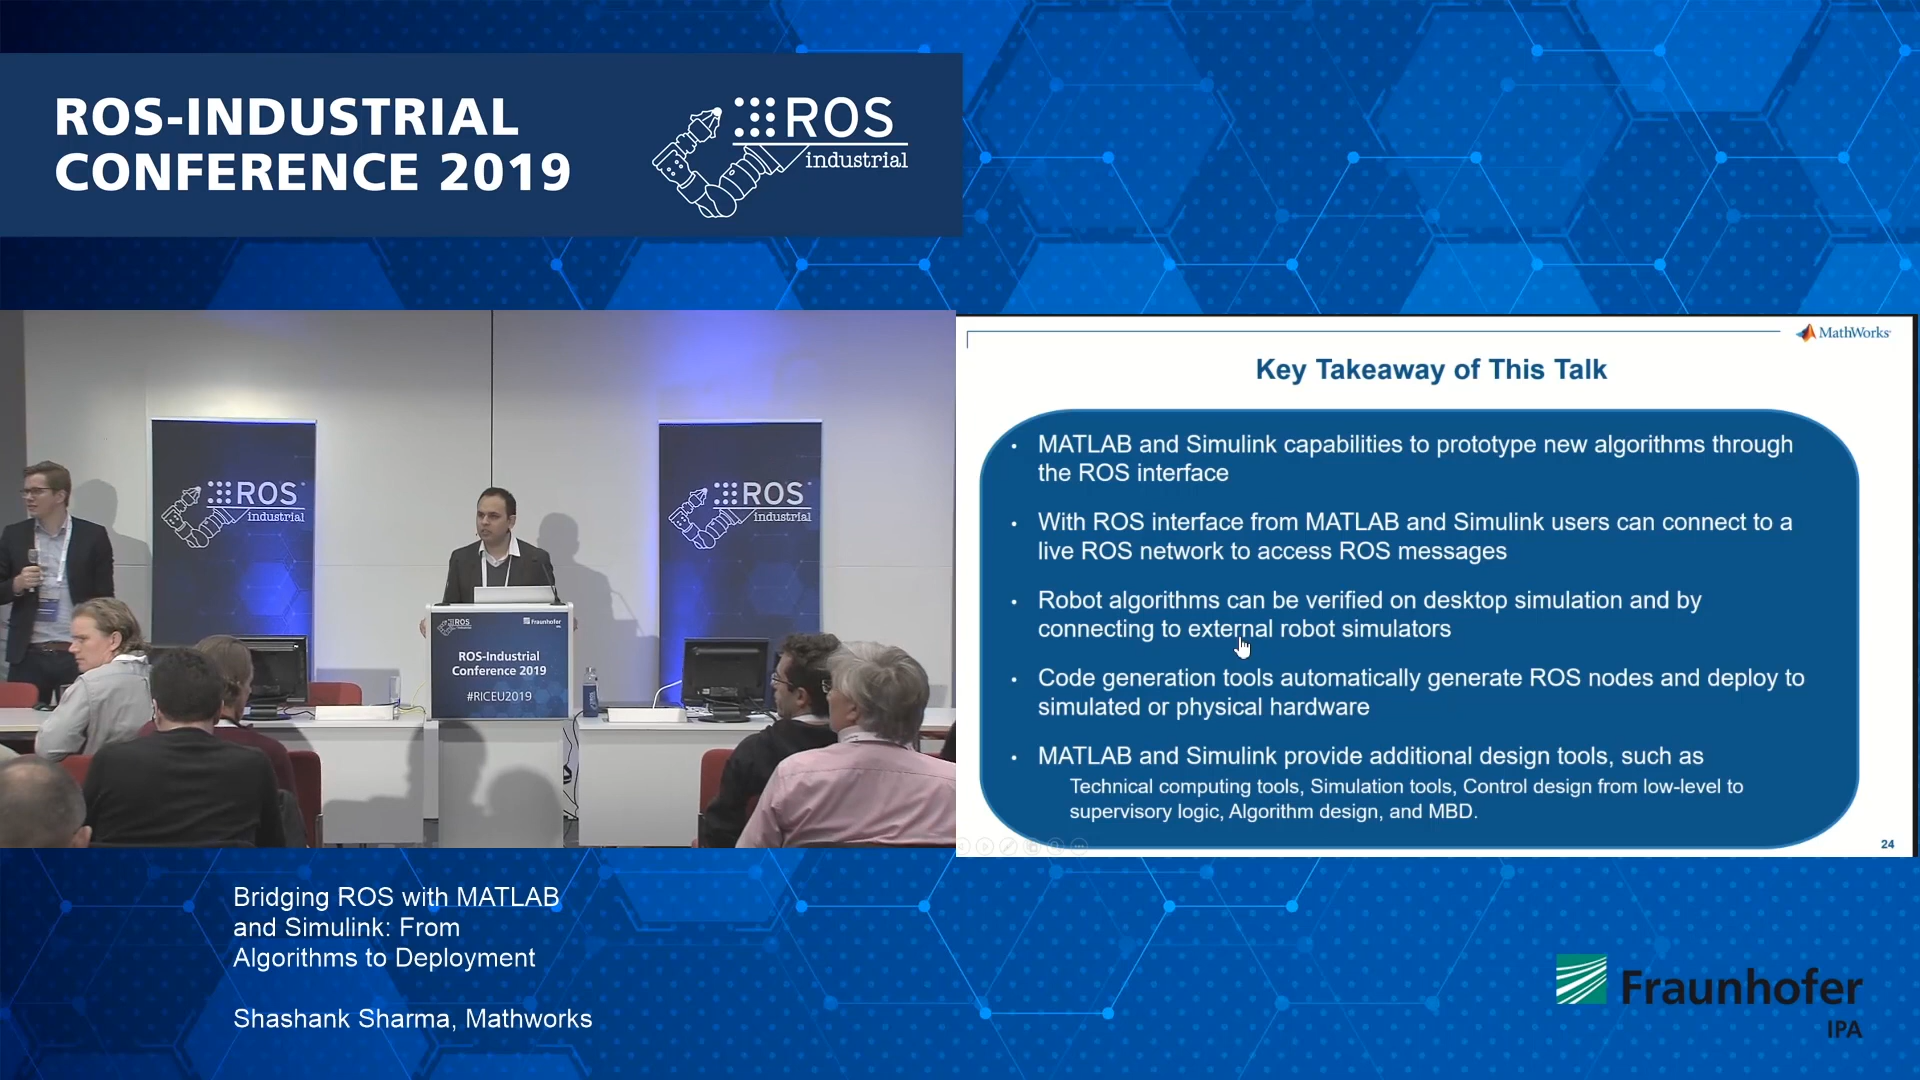 ROS-INDUSTRIAL
CONFERENCE 2019
ROS
industrial
ROS
industrial
ROS
industrial
ROS
Fraunhofer
IPA
ROS-Industrial
Conference 2019
#RICEU2019
MathWorks
Key Takeaway of This Talk
• MATLAB and Simulink capabilities to prototype new algorithms through
the ROS interface
• With ROS interface from MATLAB and Simulink users can connect to a
live ROS network to access ROS messages
• Robot algorithms can be verified on desktop simulation and by
connecting to external robot simulators
• Code generation tools automatically generate ROS nodes and deploy to
simulated or physical hardware
• MATLAB and Simulink provide additional design tools, such as
Technical computing tools, Simulation tools, Control design from low-level to
supervisory logic, Algorithm design, and MBD.
24
Bridging ROS with MATLAB
and Simulink: From
Algorithms to Deployment
Shashank Sharma, Mathworks
Fraunhofer
IPA